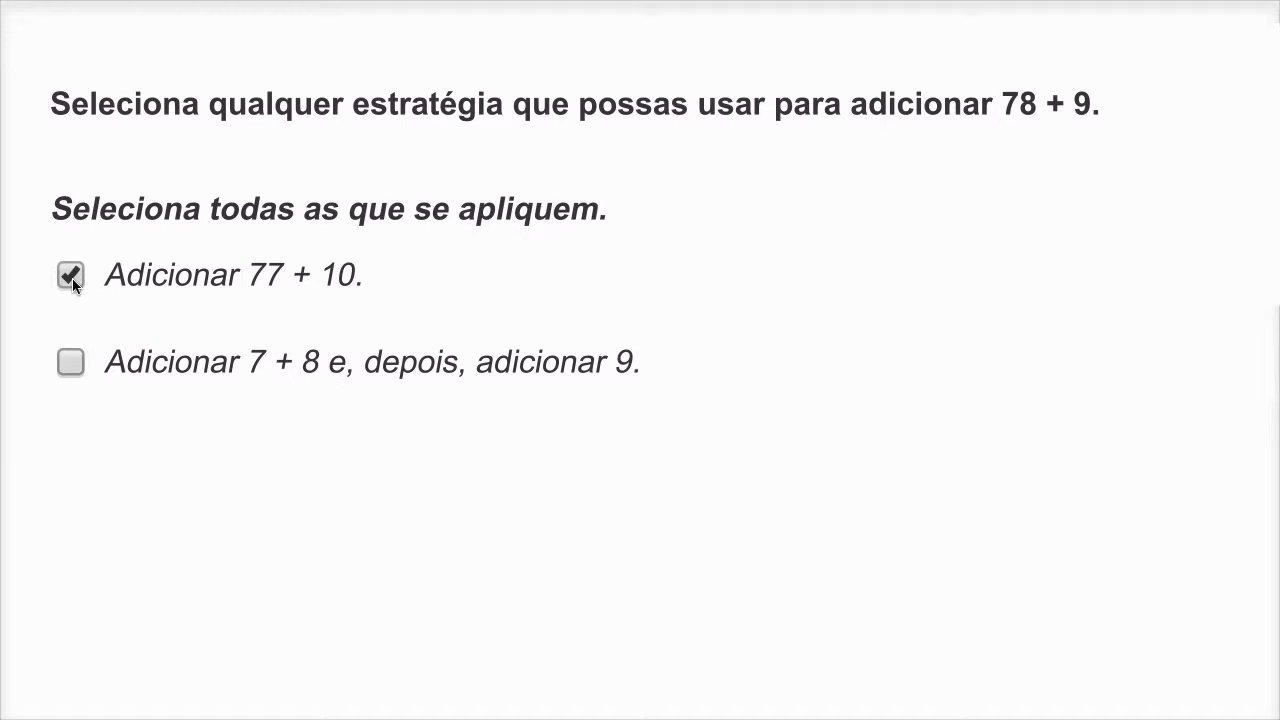 Seleciona qualquer estratégia que possas usar para adicionar 78 + 9.
Seleciona todas as que se apliquem.
Adicionar 77 + 10.
Adicionar 7 + 8 e, depois, adicionar 9.